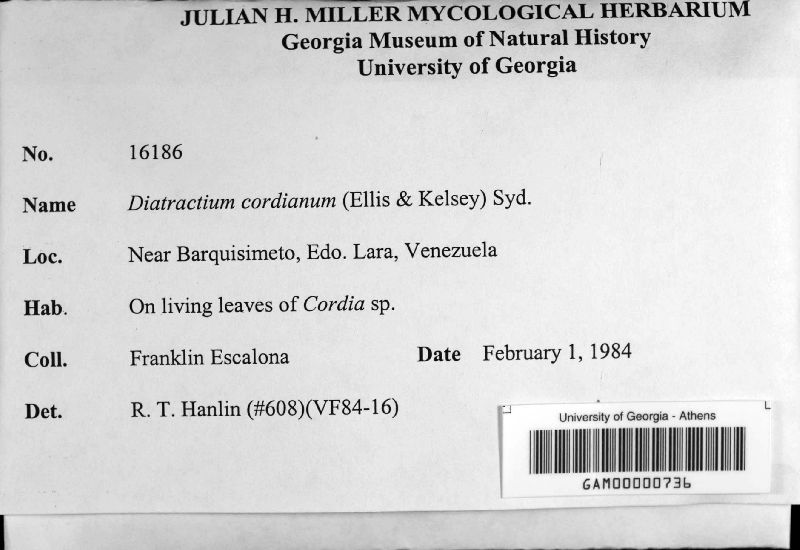 JULIAN H. MILLER MYCOLOGICAL HERBARIUM
Georgia Museum of Natural History
University of Georgia
No. 16186
Name Diatractium cordianum (Ellis & Kelsey) Syd.
Loc. Near Barquisimeto, Edo. Lara, Venezuela
Hab. On living leaves of Cordia sp.
Coll. Franklin Escalona Date February 1, 1984
Det. R. T. Hanlin (#608)(VF84-16)
University of Georgia - Athens
GAM00000736